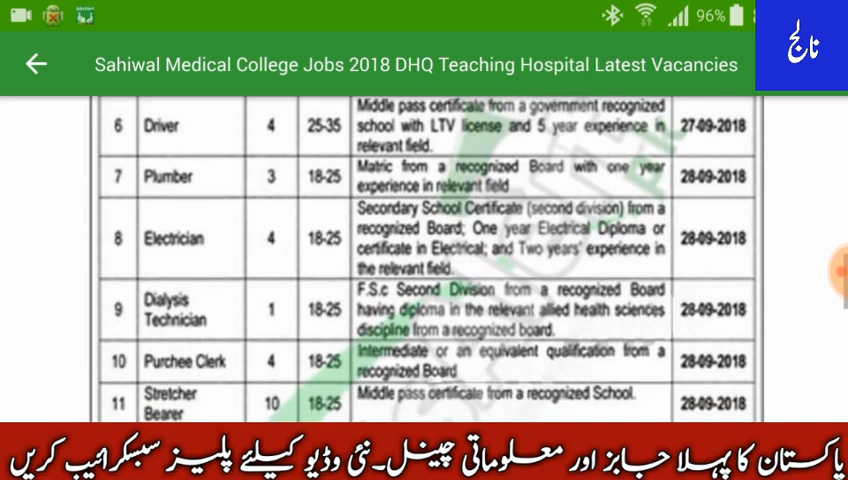 96%
نالج
Sahiwal Medical College Jobs 2018 DHQ Teaching Hospital Latest Vacancies
6 Driver 4 25-35 Middle pass certificate from a government recognized school with LTV license and 5 year experience in relevant field. 27-09-2018
7 Plumber 3 18-25 Matric from a recognized Board with one year experience in relevant field 28-09-2018
8 Electrician 4 18-25 Secordary School Certificate (second division) from a recognized Board; One year Electrical Diploma or certificate in Electrical; and Two years' experience in the relevant field. 28-09-2018
9 Dialysis Technician 1 18-25 F.S.c Second Division from a recognized Board having diploma in the relevant allied health sciences discipline from a recognized board. 28-09-2018
10 Purchee Clerk 4 18-25 Intermediate or an equivalent qualification from a recognized Board 28-09-2018
11 Stretcher Bearer 10 18-25 Middle pass certificate from a recognized School. 28-09-2018
پاکستان کا پہلا جابز اور معلوماتی چینل۔نئی وڈیو کیلئے پلیز سبسکرائیب کریں